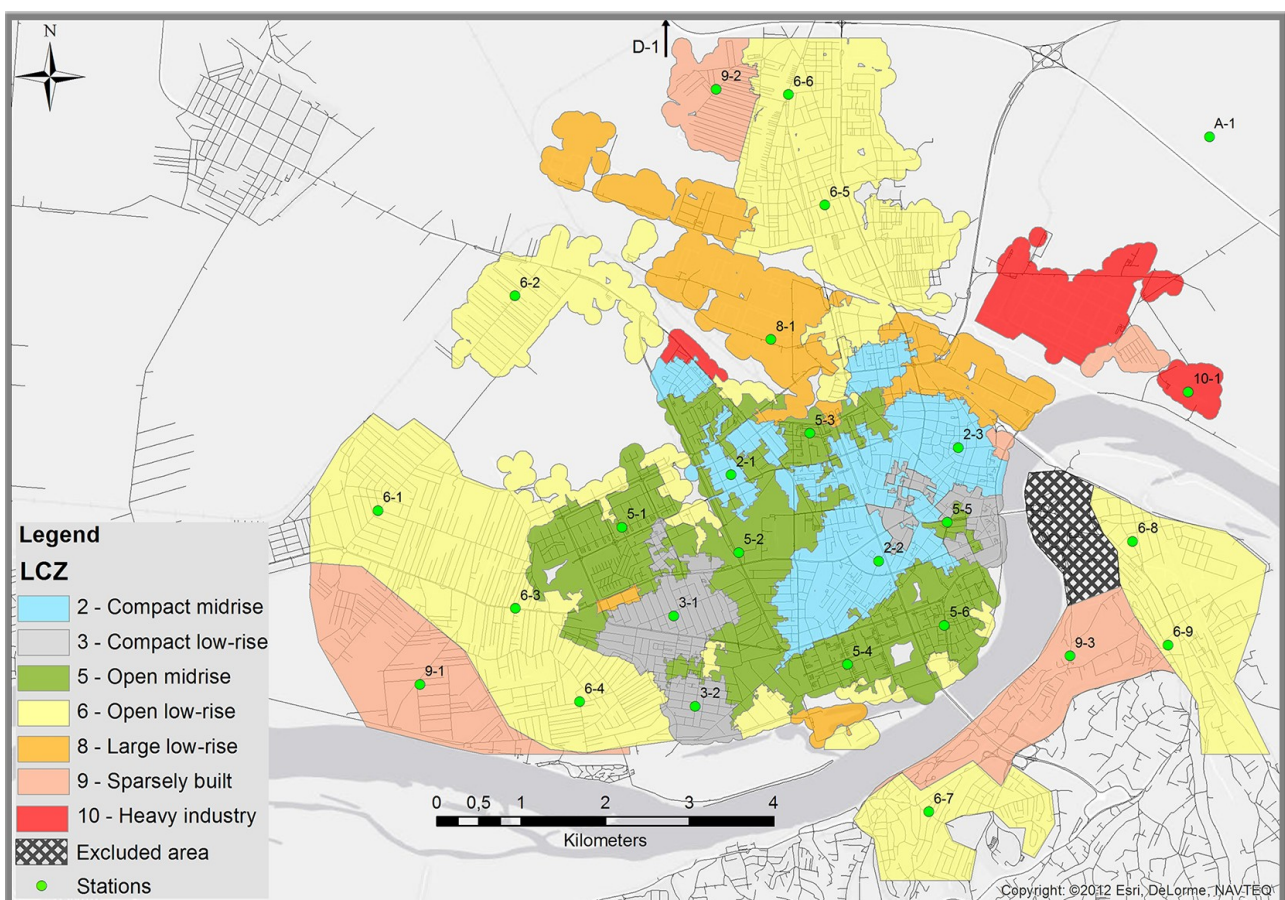 N
D-1
9-2
6-6
A-1
6-5
6-2
8-1
10-1
5-3
2-3
2-1
6-1
5-1
5-5
6-8
5-2
2-2
6-3
3-1
5-6
6-9
9-3
5-4
9-1
6-4
3-2
6-7
Legend
LCZ
2 - Compact midrise
3 - Compact low-rise
5 - Open midrise
6 - Open low-rise
8 - Large low-rise
9 - Sparsely built
10 - Heavy industry
Excluded area
Stations
0 0,5 1 2 3 4
Kilometers
Copyright: ©2012 Esri, DeLorme, NAVTEQ